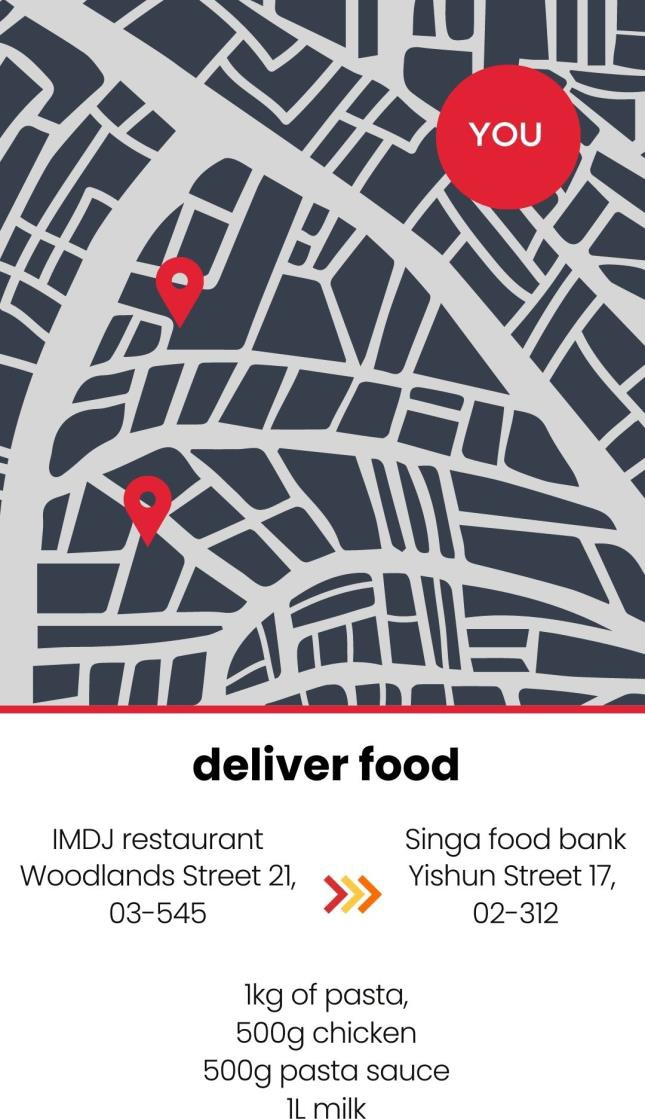 YOU
deliver food
IMDJ restaurant
Woodlands Street 21,
03-545
Singa food bank
Yishun Street 17,
02-312
1kg of pasta,
500g chicken
500g pasta sauce
1L milk